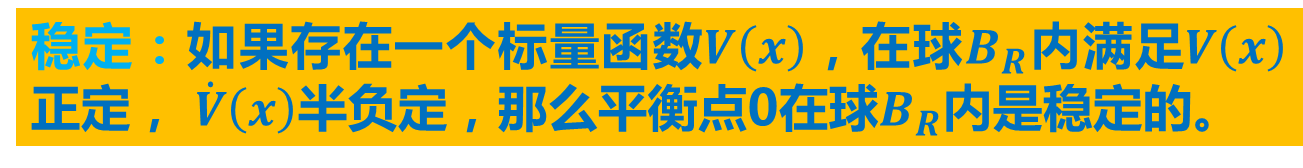 稳定：如果存在一个标量函数V(x)，在球B_R内满足V(x)
正定， V̇(x)半负定，那么平衡点0在球B_R内是稳定的。